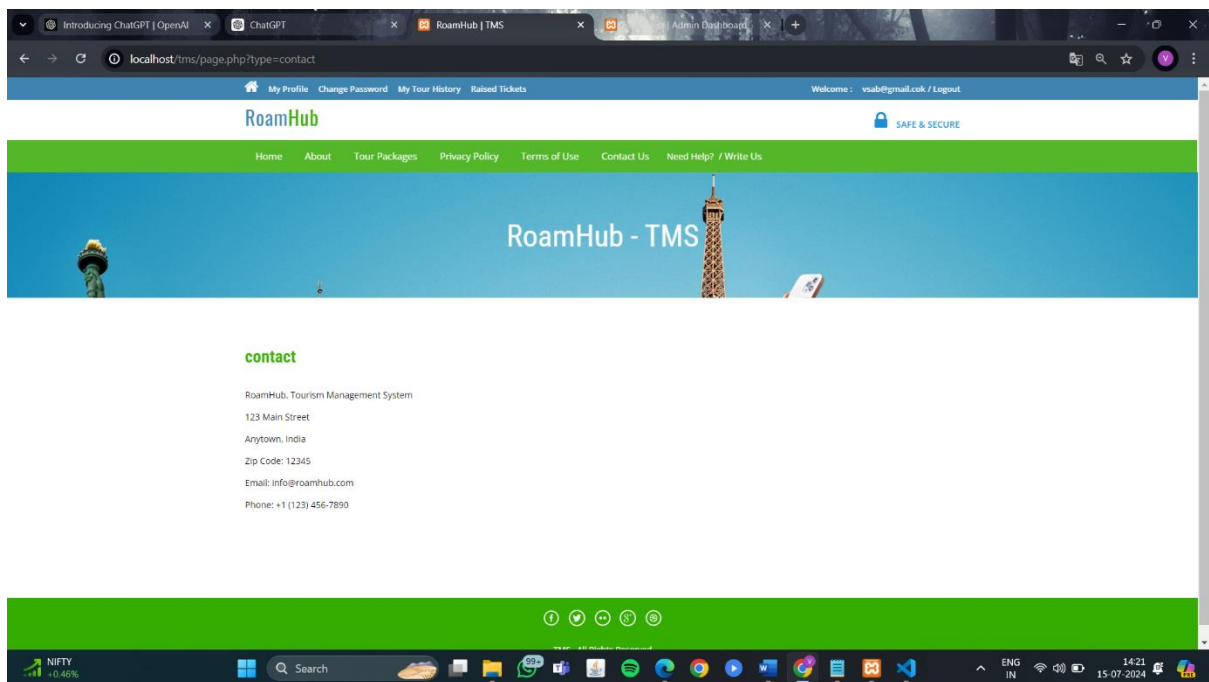 Introducing ChatGPT | OpenAI
ChatGPT
RoamHub | TMS
| Admin Dashboard
localhost/tms/page.php?type=contact
V
My Profile Change Password My Tour History Raised Tickets Welcome : vsab@gmail.cok / Logout
RoamHub SAFE & SECURE
Home About Tour Packages Privacy Policy Terms of Use Contact Us Need Help? / Write Us
RoamHub - TMS
contact
RoamHub. Tourism Management System
123 Main Street
Anytown, India
Zip Code: 12345
Email: info@roamhub.com
Phone: +1 (123) 456-7890
TMS All Rights Reserved
NIFTY
+0.46%
Search
99+
ENG
IN
14:21
15-07-2024